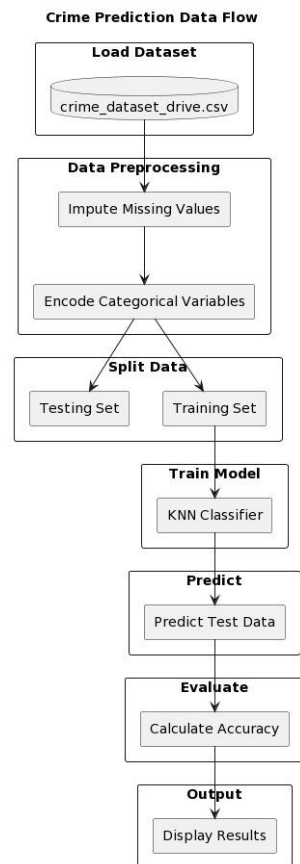 Crime Prediction Data Flow
Load Dataset
crime_dataset_drive.csv
Data Preprocessing
Impute Missing Values
Encode Categorical Variables
Split Data
Testing Set
Training Set
Train Model
KNN Classifier
Predict
Predict Test Data
Evaluate
Calculate Accuracy
Output
Display Results